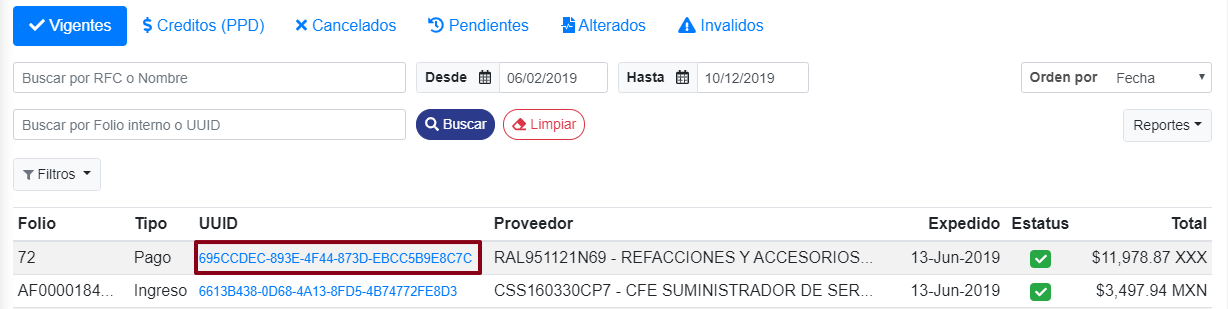 Vigentes Creditos (PPD) Cancelados Pendientes Alterados Invalidos
Buscar por RFC o Nombre Desde 06/02/2019 Hasta 10/12/2019 Orden por Fecha
Buscar por Folio interno o UUID Buscar Limpiar Reportes
Filtros
Folio Tipo UUID Proveedor Expedido Estatus Total
72 Pago 695CCDEC-893E-4F44-873D-EBCC5B9E8C7C RAL951121N69 - REFACCIONES Y ACCESORIOS... 13-Jun-2019 $11,978.87 XXX
AF0000184... Ingreso 6613B438-0D68-4A13-8FD5-4B74772FE8D3 CSS160330CP7 - CFE SUMINISTRADOR DE SER... 13-Jun-2019 $3,497.94 MXN